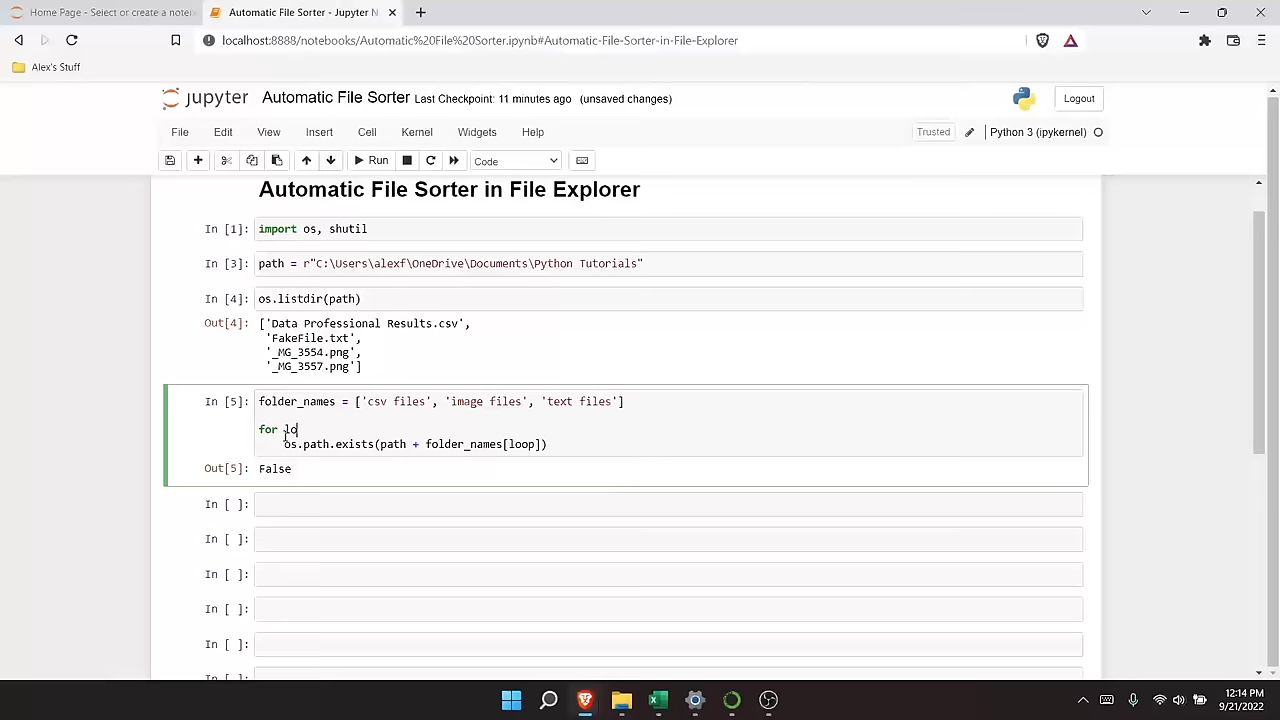 Home Page - Select or create a note
Automatic File Sorter - Jupyter N
localhost:8888/notebooks/Automatic%20File%20Sorter.ipynb#Automatic-File-Sorter-in-File-Explorer
Alex's Stuff
jupyter Automatic File Sorter Last Checkpoint: 11 minutes ago (unsaved changes)
Logout
File Edit View Insert Cell Kernel Widgets Help
Trusted
Python 3 (ipykernel)
Run
Code
Automatic File Sorter in File Explorer
In [1]: import os, shutil
In [3]: path = r"C:\Users\alexf\OneDrive\Documents\Python Tutorials"
In [4]: os.listdir(path)
Out[4]: ['Data Professional Results.csv',
'FakeFile.txt',
'_MG_3554.png',
'_MG_3557.png']
In [5]: folder_names = ['csv files', 'image files', 'text files']
for lo
os.path.exists(path + folder_names[loop])
Out[5]: False
In [ ]:
In [ ]:
In [ ]:
In [ ]:
In [ ]:
In [ ]:
12:14 PM
9/21/2022